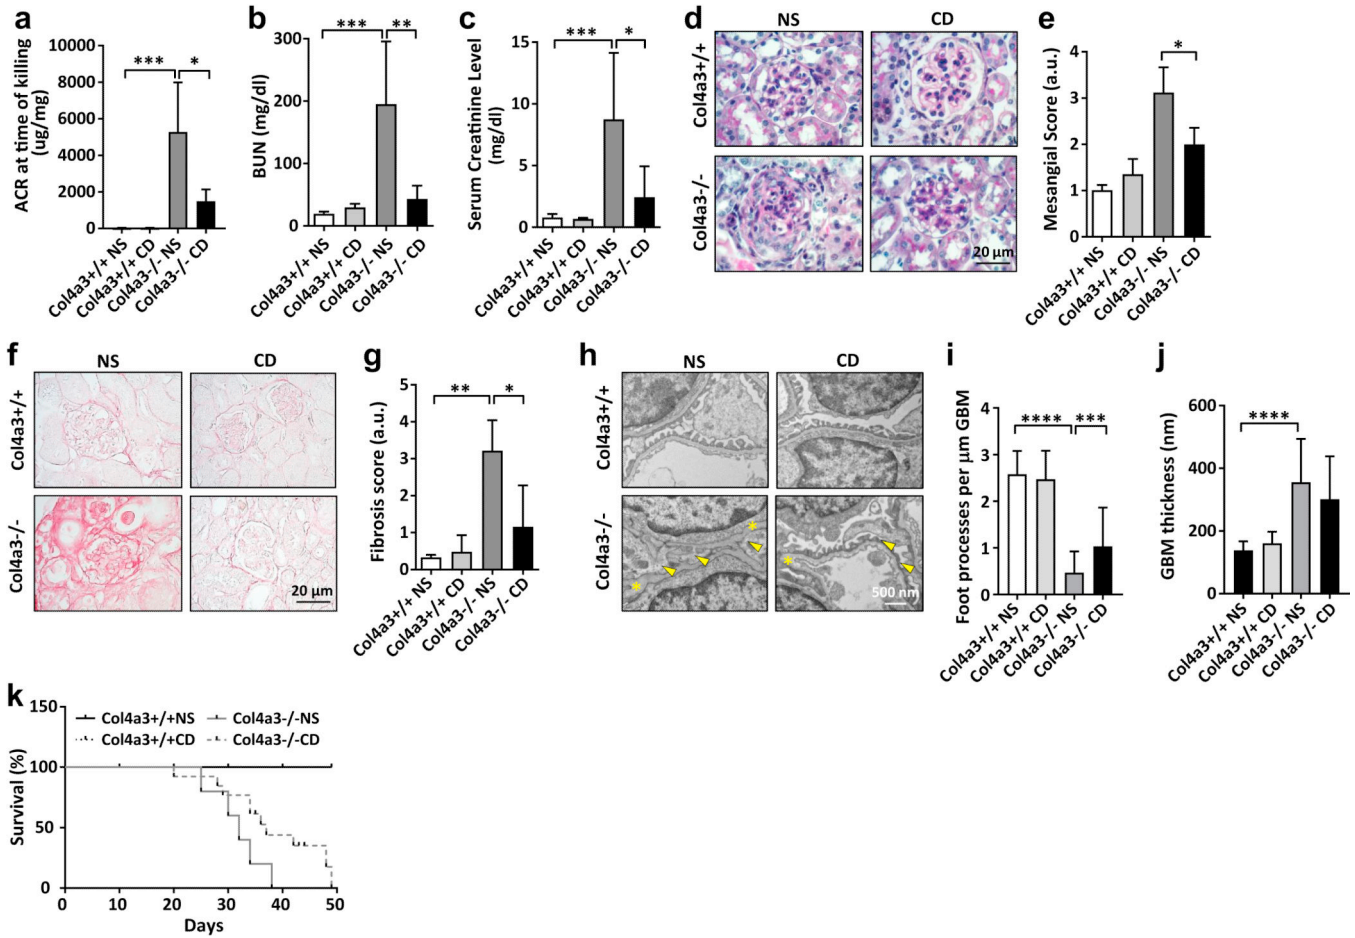 a
ACR at time of killing
(ug/mg)
10000
8000
6000
4000
2000
0
***
*
Col4a3+/+ NS
Col4a3+/+ CD
Col4a3-/- NS
Col4a3-/- CD
b
BUN (mg/dl)
300
200
100
0
***
**
Col4a3+/+ NS
Col4a3+/+ CD
Col4a3-/- NS
Col4a3-/- CD
c
Serum Creatinine Level
(mg/dl)
15
10
5
0
***
*
Col4a3+/+ NS
Col4a3+/+ CD
Col4a3-/- NS
Col4a3-/- CD
d
NS
CD
Col4a3+/+
Col4a3-/-
20 µm
e
Mesangial Score (a.u.)
4
3
2
1
0
*
Col4a3+/+ NS
Col4a3+/+ CD
Col4a3-/- NS
Col4a3-/- CD
f
NS
CD
Col4a3+/+
Col4a3-/-
20 µm
g
Fibrosis score (a.u.)
5
4
3
2
1
0
**
*
Col4a3+/+ NS
Col4a3+/+ CD
Col4a3-/- NS
Col4a3-/- CD
h
NS
CD
Col4a3+/+
Col4a3-/-
*
*
*
500 nm
i
Foot processes per µm GBM
4
3
2
1
0
****
***
Col4a3+/+ NS
Col4a3+/+ CD
Col4a3-/- NS
Col4a3-/- CD
j
GBM thickness (nm)
600
400
200
0
****
Col4a3+/+ NS
Col4a3+/+ CD
Col4a3-/- NS
Col4a3-/- CD
k
Survival (%)
150
100
50
0
Col4a3+/+NS
Col4a3-/-NS
Col4a3+/+CD
Col4a3-/-CD
0 10 20 30 40 50
Days